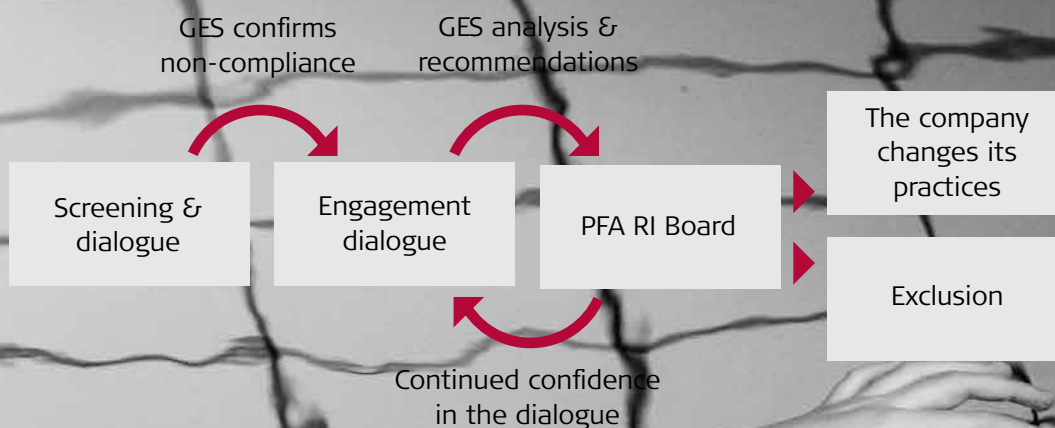 GES confirms
non-compliance
GES analysis &
recommendations
Screening &
dialogue
Engagement
dialogue
PFA RI Board
The company
changes its
practices
Exclusion
Continued confidence
in the dialogue